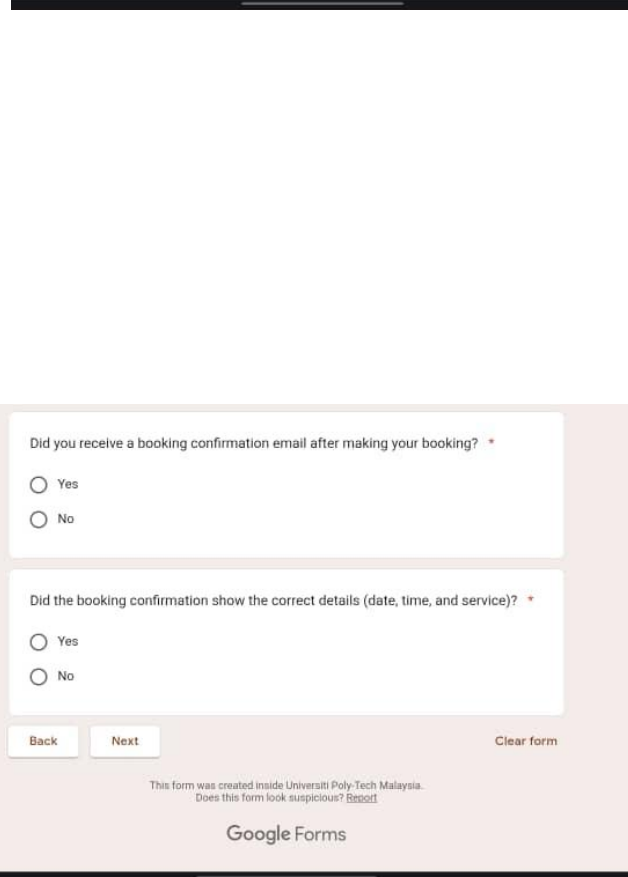 Did you receive a booking confirmation email after making your booking? *
Yes
No
Did the booking confirmation show the correct details (date, time, and service)? *
Yes
No
Back Next Clear form
This form was created inside Universiti Poly-Tech Malaysia.
Does this form look suspicious? Report
Google Forms